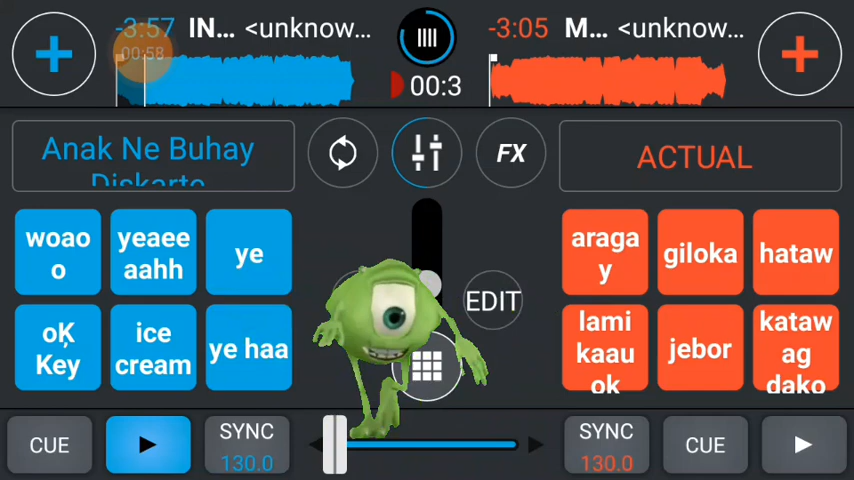 -3:57 IN... <unknow...
00:58
-3:05 M... <unknow...
00:3
Anak Ne Buhay
Diskarte
FX
ACTUAL
woao
o
yeaee
aahh
ye
araga
y
giloka
hataw
EDIT
oĶ
Key
ice
cream
ye haa
lami
kaau
ok
jebor
kataw
ag
dako
CUE
SYNC
130.0
SYNC
130.0
CUE